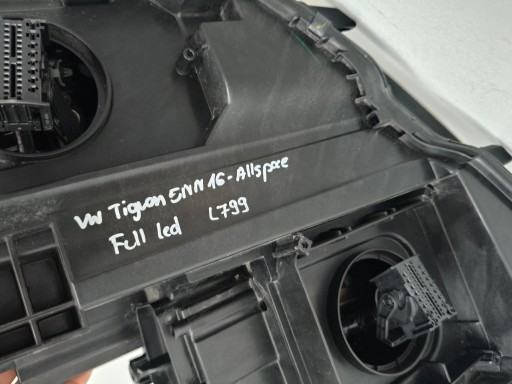 VW Tiguan 5NN 16-Allspace
Full led L799